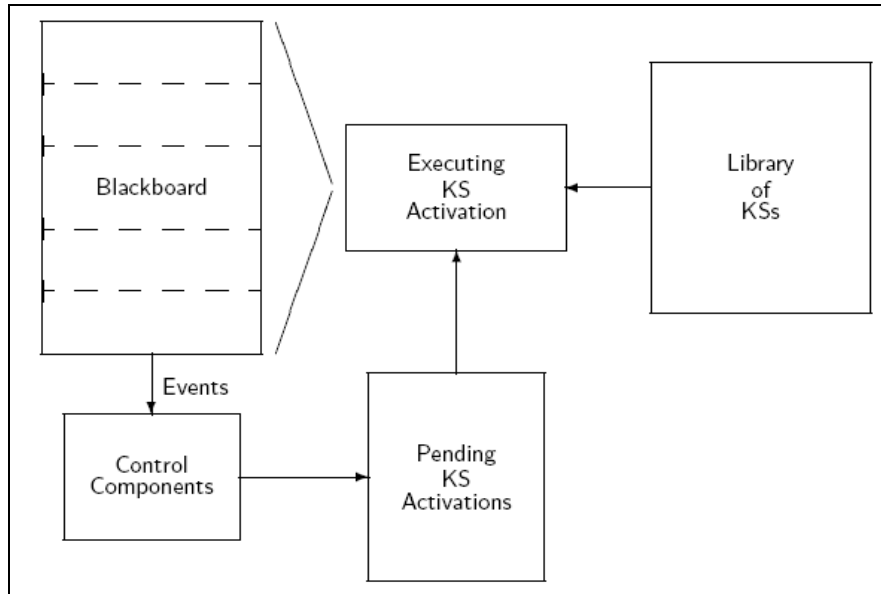 Blackboard
Executing
KS
Activation
Library
of
KSs
Events
Control
Components
Pending
KS
Activations